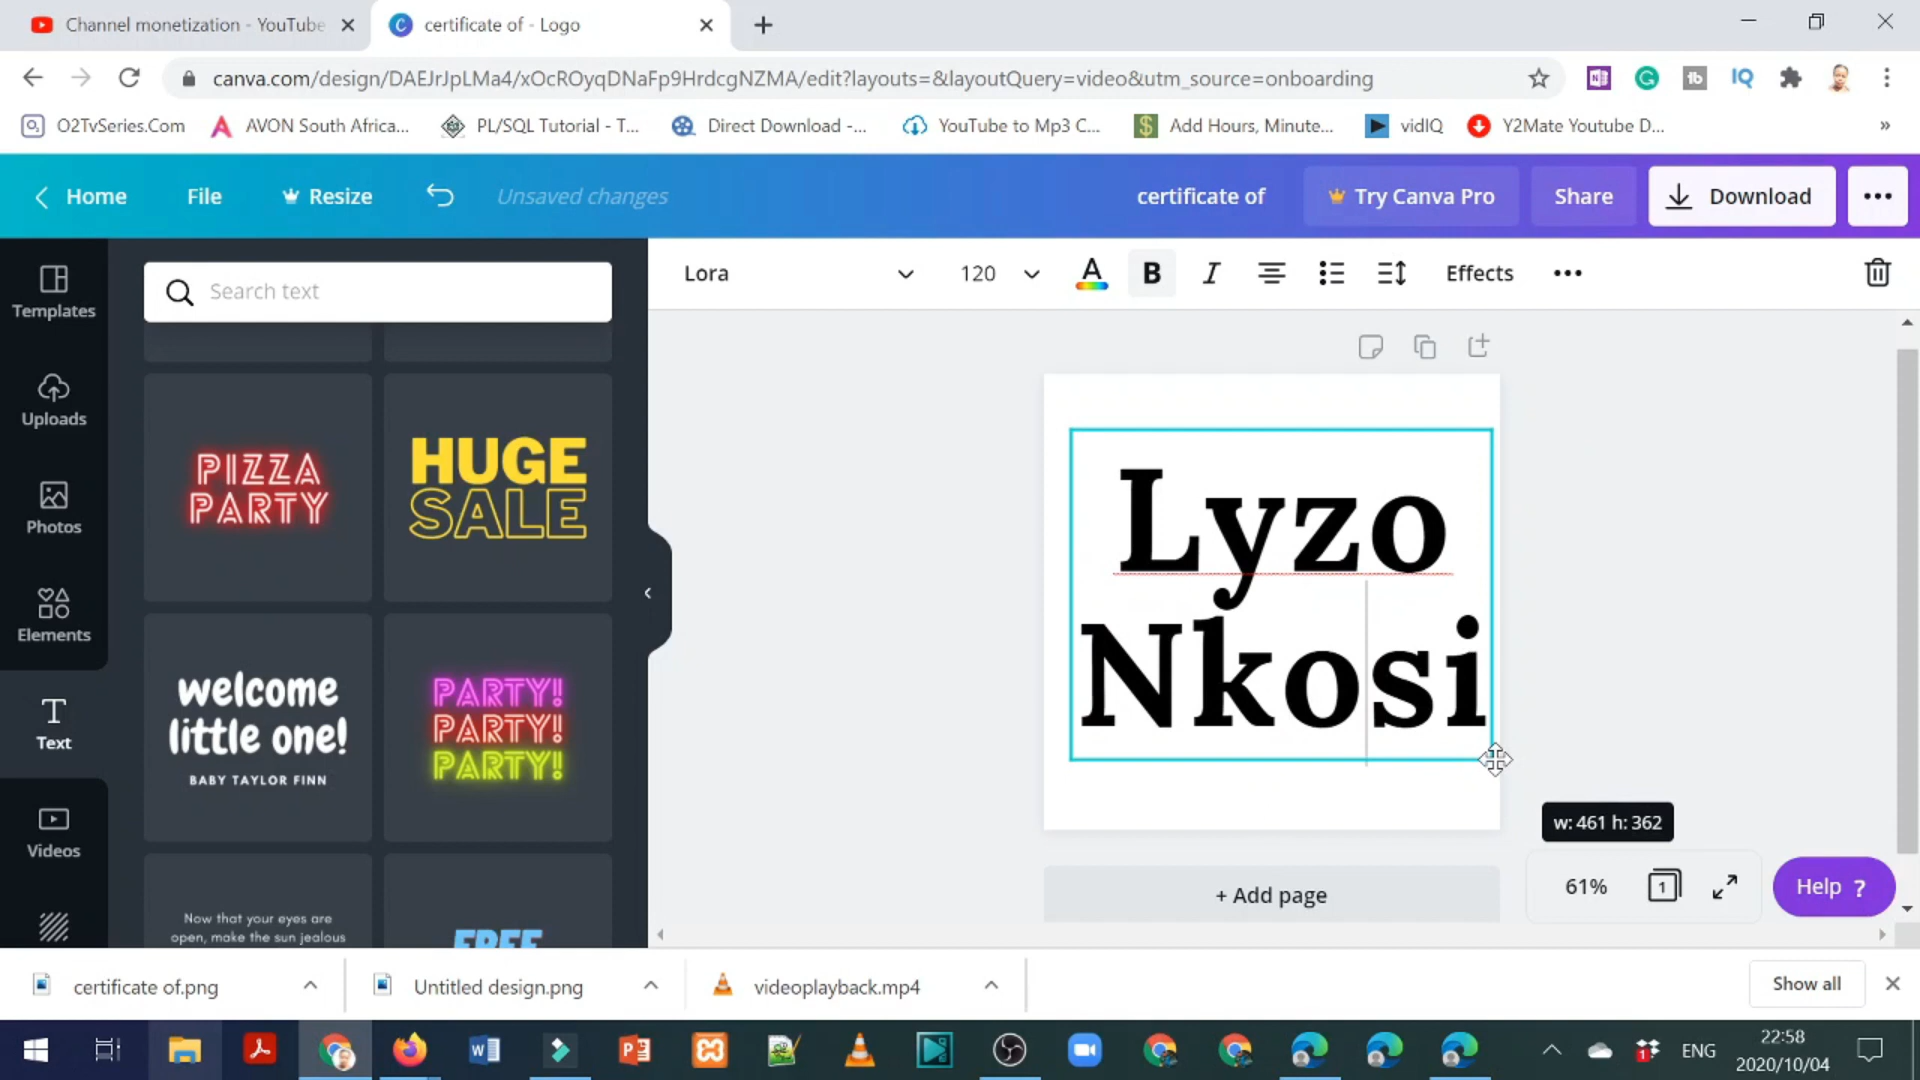 Channel monetization - YouTube
certificate of - Logo
canva.com/design/DAEJrJpLMa4/xOcROyqDNaFp9HrdcgNZMA/edit?layouts=&layoutQuery=video&utm_source=onboarding
O2TvSeries.Com
AVON South Africa...
PL/SQL Tutorial - T...
Direct Download -...
YouTube to Mp3 C...
Add Hours, Minute...
vidIQ
Y2Mate Youtube D...
»
Home
File
Resize
Unsaved changes
certificate of
Try Canva Pro
Share
Download
Templates
Uploads
Photos
Elements
Text
Videos
Search text
Lora
120
A
B
I
Effects
PIZZA
PARTY
HUGE
SALE
welcome
little one!
BABY TAYLOR FINN
PARTY!
PARTY!
PARTY!
Now that your eyes are
open, make the sun jealous
FREE
Lyzo
Nkosi
w: 461 h: 362
+ Add page
61%
1
Help ?
certificate of.png
Untitled design.png
videoplayback.mp4
Show all
ENG
22:58
2020/10/04